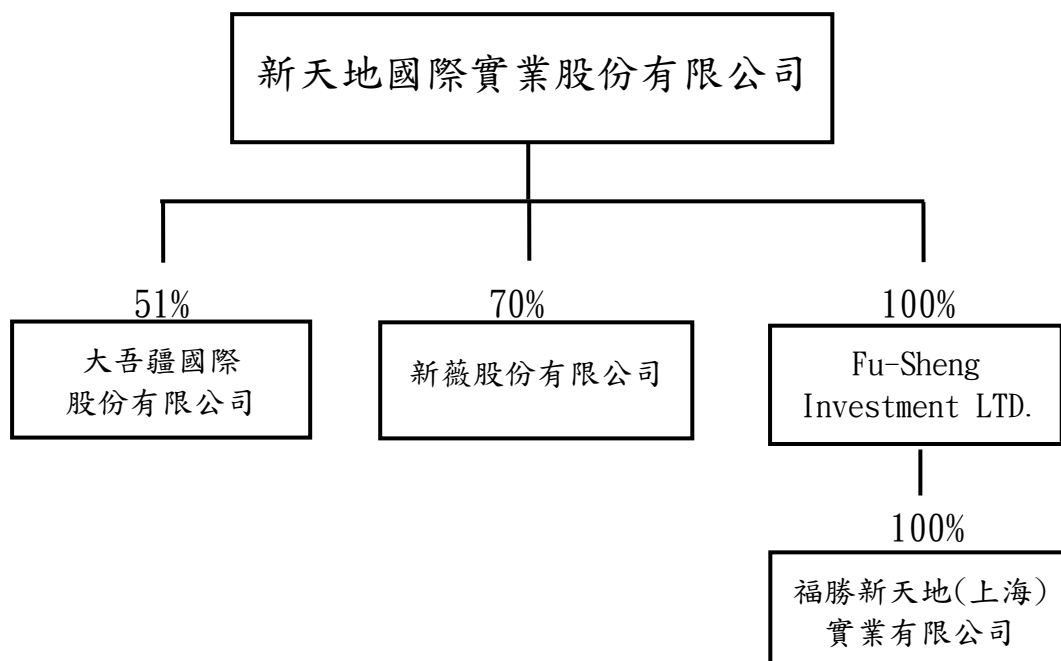 新天地國際實業股份有限公司
51%
70%
100%
大吾疆國際
股份有限公司
新薇股份有限公司
Fu-Sheng
Investment LTD.
100%
福勝新天地(上海)
實業有限公司